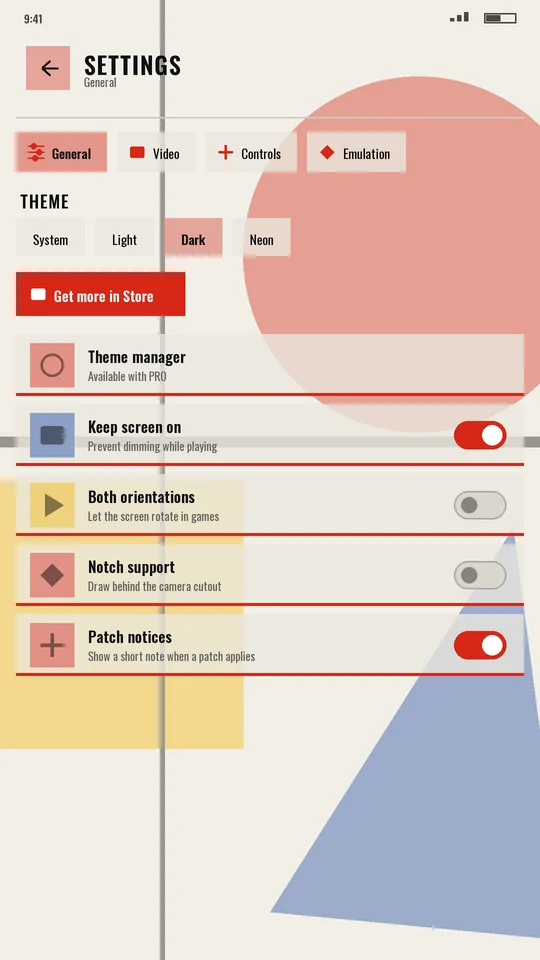 9:41
SETTINGS
General
General Video Controls Emulation
THEME
System Light Dark Neon
Get more in Store
Theme manager
Available with PRO
Keep screen on
Prevent dimming while playing
Both orientations
Let the screen rotate in games
Notch support
Draw behind the camera cutout
Patch notices
Show a short note when a patch applies